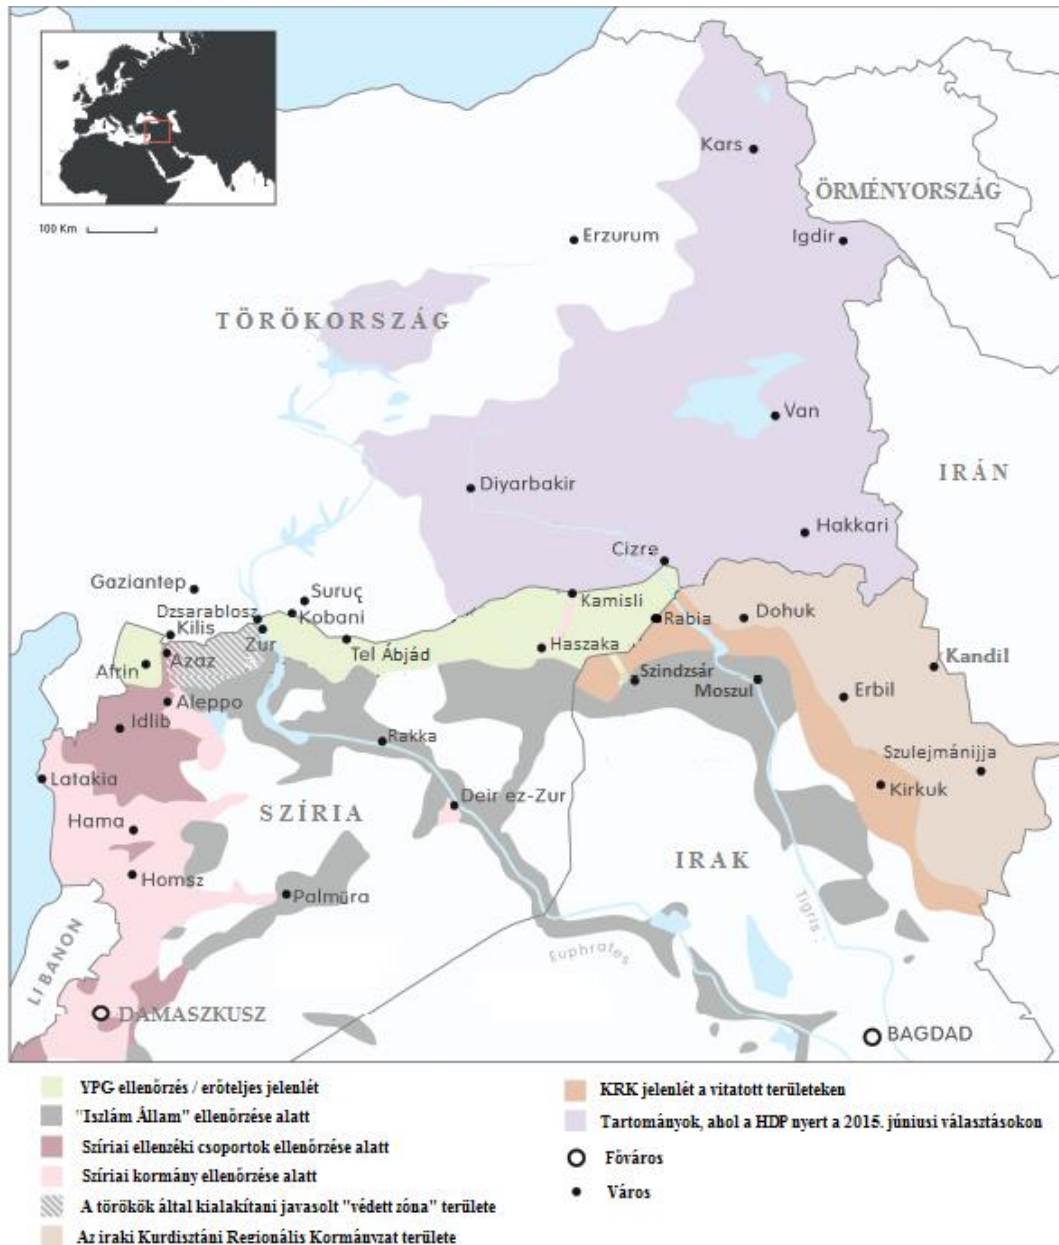 100 Km
Kars
ÖRMÉNYORSZÁG
Erzurum
Igdir
TÖRÖKORSZÁG
Van
IRÁN
Diyarbakir
Hakkari
Cizre
Gaziantep
Suruç
Dzsarablosz
Kobani
Kamisli
Kilis
Zur
Rabia
Dohuk
Azaz
Tel Ábjád
Haszaka
Afrin
Szindzsár
Kandil
Moszul
Aleppo
Erbil
Idlib
Rakka
Szulejmánijja
Latakia
Kirkuk
Deir ez-Zur
SZÍRIA
Hama
IRAK
Homsz
Palmüra
Tigris
LIBANON
Euphrates
DAMASZKUSZ
BAGDAD
YPG ellenőrzés / erőteljes jelenlét
"Iszlám Állam" ellenőrzése alatt
Szíriai ellenzéki csoportok ellenőrzése alatt
Szíriai kormány ellenőrzése alatt
A törökök által kialakítani javasolt "védett zóna" területe
Az iraki Kurdisztáni Regionális Kormányzat területe
KRK jelenlét a vitatott területeken
Tartományok, ahol a HDP nyert a 2015. júniusi választásokon
Főváros
Város